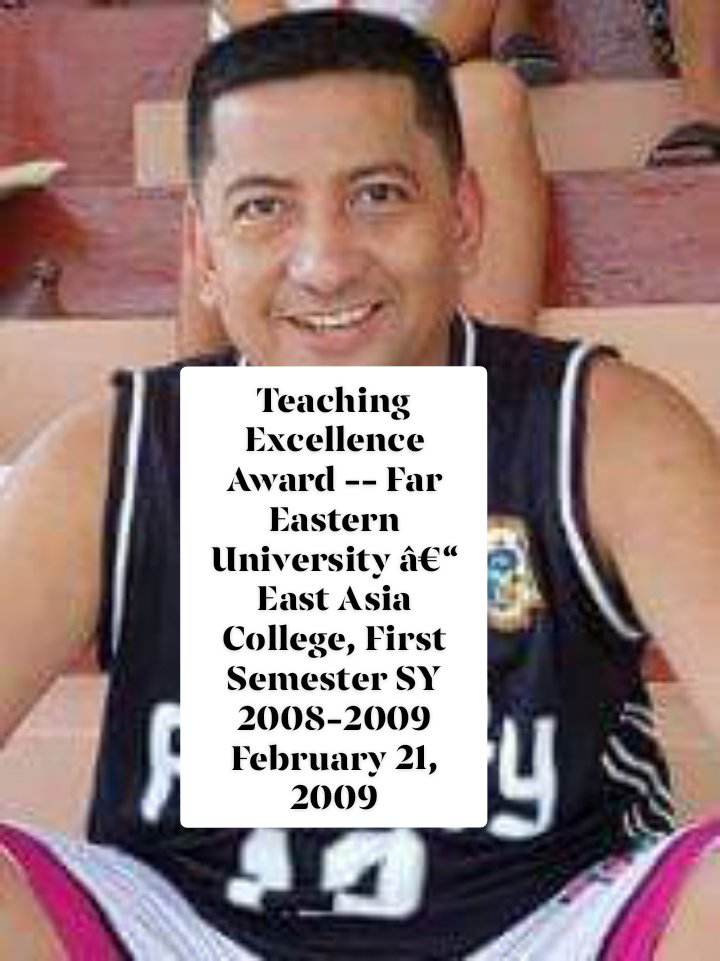 Teaching
Excellence
Award -- Far
Eastern
University â€“
East Asia
College, First
Semester SY
2008-2009
February 21,
2009